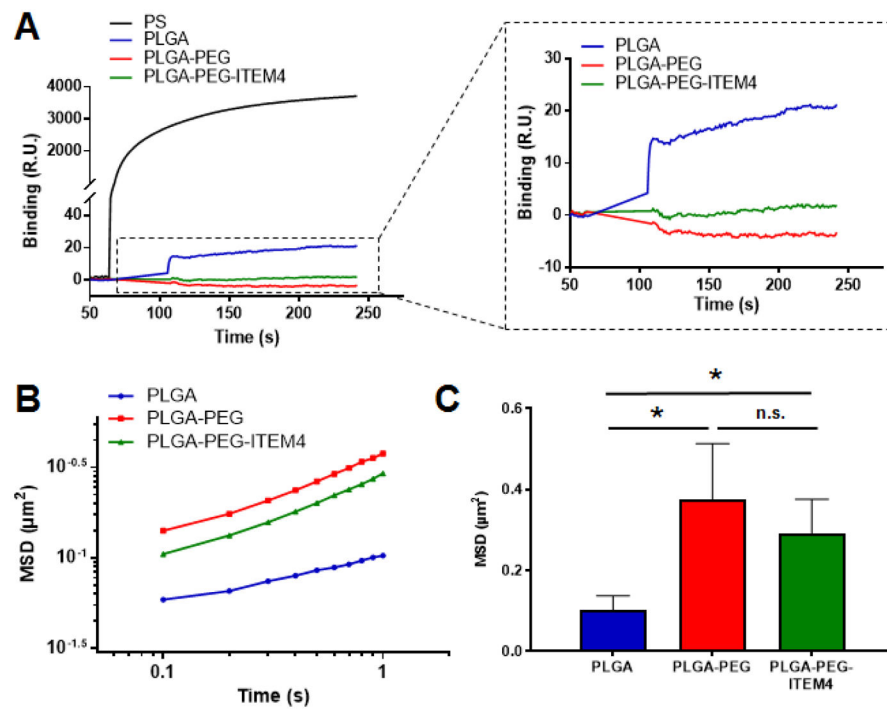 A
PS
PLGA
PLGA-PEG
PLGA-PEG-ITEM4
Binding (R.U.)
4000
3000
2000
40
20
0
50 100 150 200 250
Time (s)
PLGA
PLGA-PEG
PLGA-PEG-ITEM4
Binding (R.U.)
30
20
10
0
-10
50 100 150 200 250
Time (s)
B
PLGA
PLGA-PEG
PLGA-PEG-ITEM4
MSD (µm²)
10^-0.5
10^-1
10^-1.5
0.1 1
Time (s)
C
*
* n.s.
MSD (µm²)
0.6
0.4
0.2
0.0
PLGA PLGA-PEG PLGA-PEG-
ITEM4